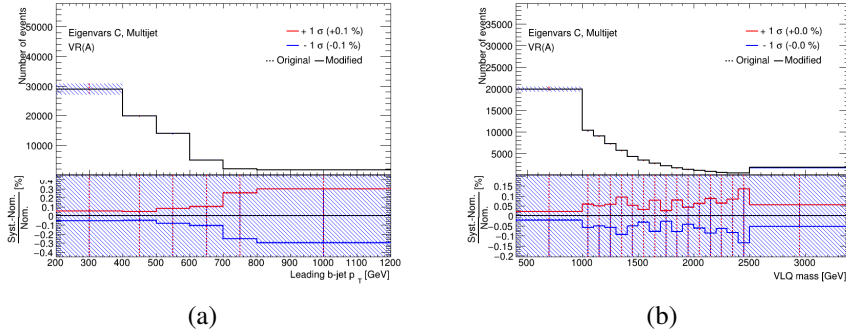 Number of events
50000
40000
30000
20000
10000
Eigenvars C, Multijet
VR(A)
+ 1 σ (+0.1 %)
- 1 σ (-0.1 %)
Original
Modified
Syst.-Nom.
Nom.
[%]
0.4
0.3
0.2
0.1
0
-0.1
-0.2
-0.3
-0.4
200 300 400 500 600 700 800 900 1000 1100 1200
Leading b-jet p T [GeV]
(a)
Number of events
35000
30000
25000
20000
15000
10000
5000
Eigenvars C, Multijet
VR(A)
+ 1 σ (+0.0 %)
- 1 σ (-0.0 %)
Original
Modified
Syst.-Nom.
Nom.
[%]
0.15
0.1
0.05
0
-0.05
-0.1
-0.15
-0.2
500 1000 1500 2000 2500 3000
VLQ mass [GeV]
(b)